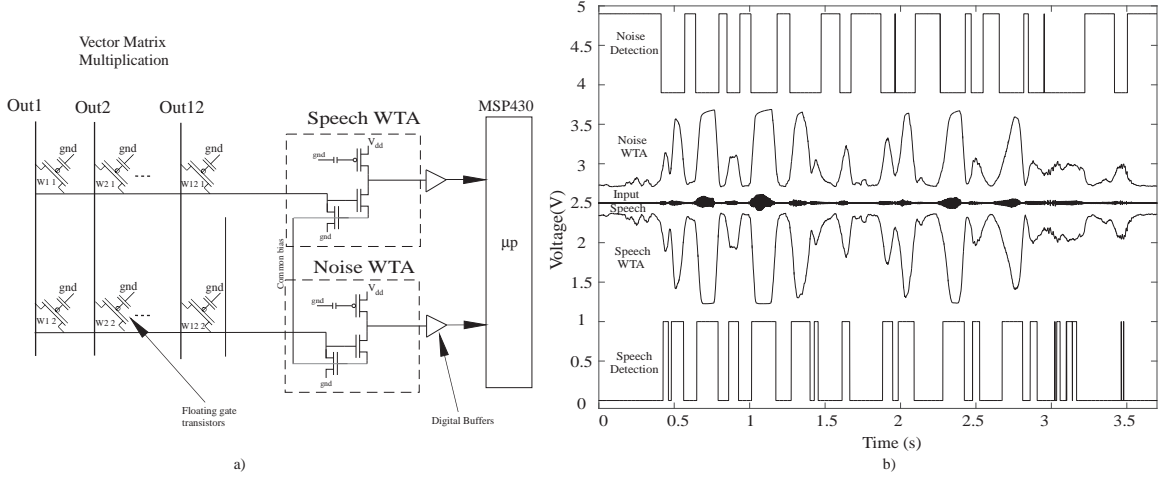 Vector Matrix
Multiplication
Out1
Out2
Out12
gnd
gnd
gnd
W1 1
W2 1
W12 1
gnd
gnd
gnd
W1 2
W2 2
W12 2
Floating gate
transistors
Speech WTA
Vdd
gnd
gnd
Common bias
Noise WTA
Vdd
gnd
gnd
Digital Buffers
MSP430
μp
a)
Voltage(V)
5
4.5
4
3.5
3
2.5
2
1.5
1
0.5
0
Noise
Detection
Noise
WTA
Input
Speech
Speech
WTA
Speech
Detection
0
0.5
1
1.5
2
2.5
3
3.5
Time (s)
b)